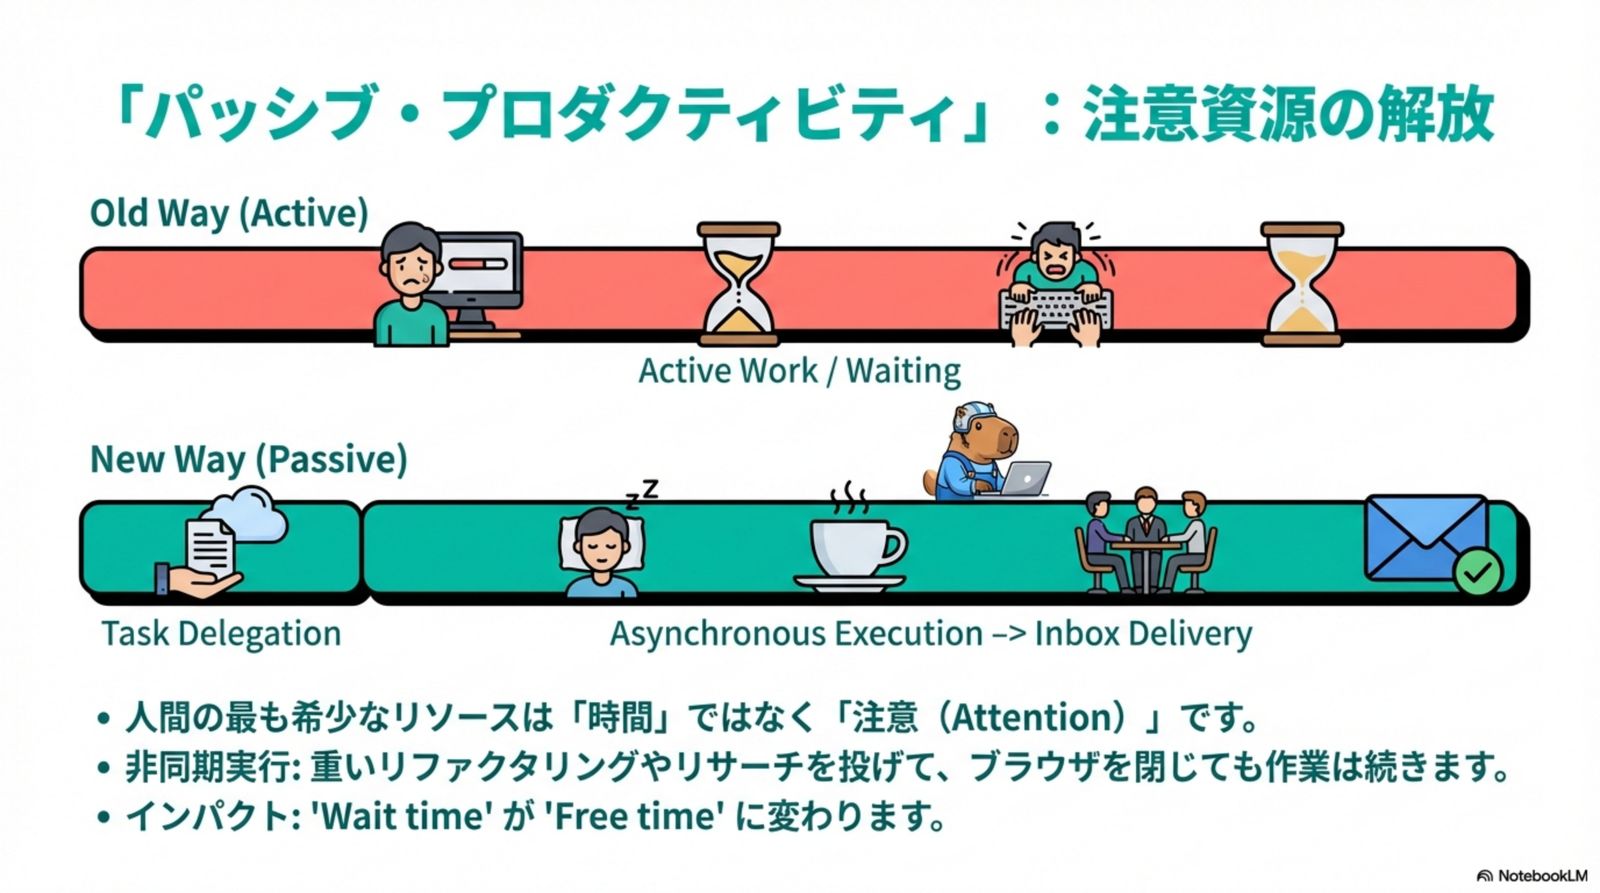 「パッシブ・プロダクティビティ」：注意資源の解放
Old Way (Active)
Active Work / Waiting
New Way (Passive)
z z Z
Task Delegation
Asynchronous Execution –> Inbox Delivery
• 人間の最も希少なリソースは「時間」ではなく「注意（Attention）」です。
• 非同期実行: 重いリファクタリングやリサーチを投げて、ブラウザを閉じても作業は続きます。
• インパクト: 'Wait time' が 'Free time' に変わります。
NotebookLM